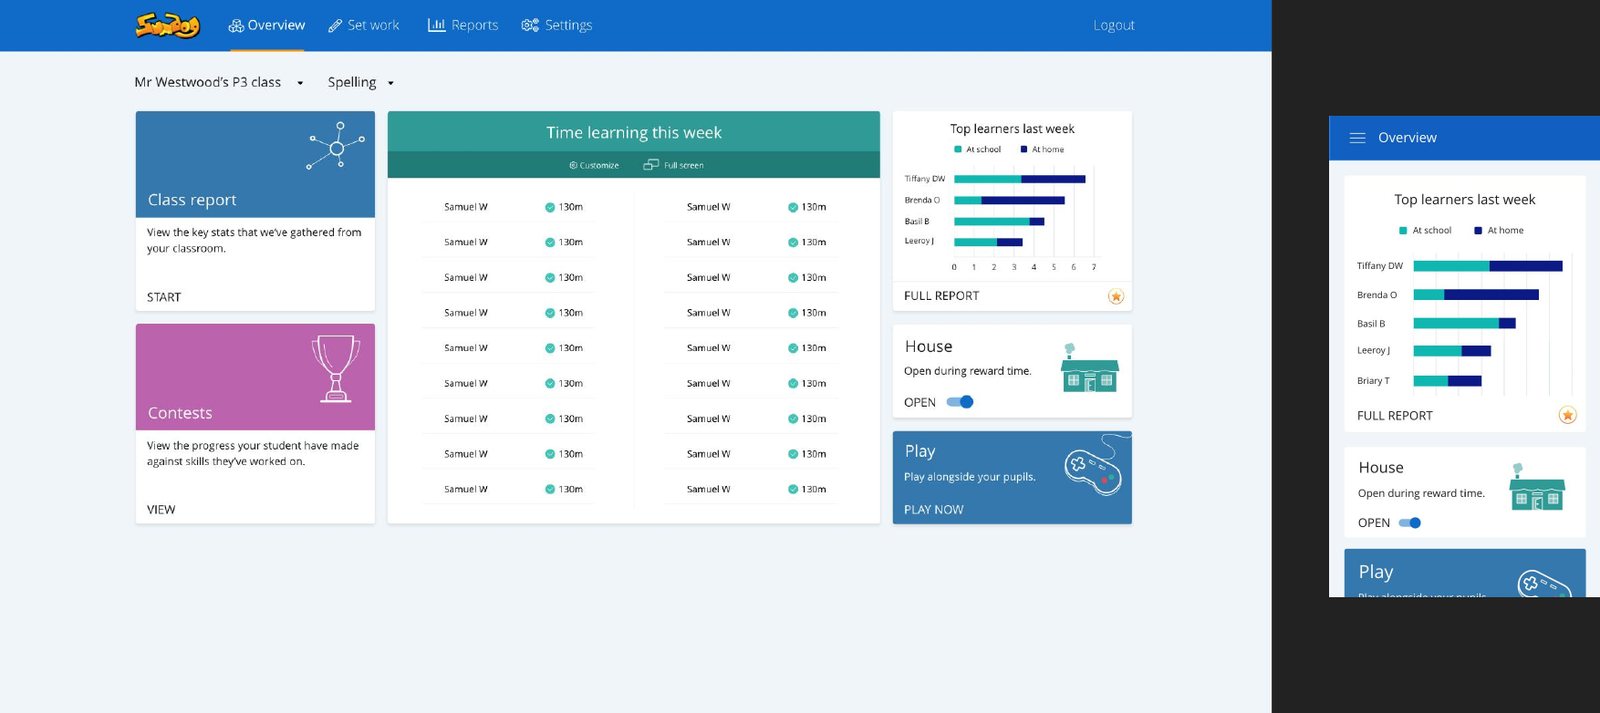 Sumdog
Overview
Set work
Reports
Settings
Logout
Mr Westwood's P3 class
Spelling
Class report
View the key stats that we've gathered from
your classroom.
START
Contests
View the progress your student have made
against skills they've worked on.
VIEW
Time learning this week
Customize
Full screen
Samuel W 130m Samuel W 130m
Samuel W 130m Samuel W 130m
Samuel W 130m Samuel W 130m
Samuel W 130m Samuel W 130m
Samuel W 130m Samuel W 130m
Samuel W 130m Samuel W 130m
Samuel W 130m Samuel W 130m
Samuel W 130m Samuel W 130m
Samuel W 130m Samuel W 130m
Top learners last week
At school At home
Tiffany DW
Brenda O
Basil B
Leeroy J
0 1 2 3 4 5 6 7
FULL REPORT
House
Open during reward time.
OPEN
Play
Play alongside your pupils.
PLAY NOW
Overview
Top learners last week
At school At home
Tiffany DW
Brenda O
Basil B
Leeroy J
Briary T
FULL REPORT
House
Open during reward time.
OPEN
Play
Play alongside your pupils